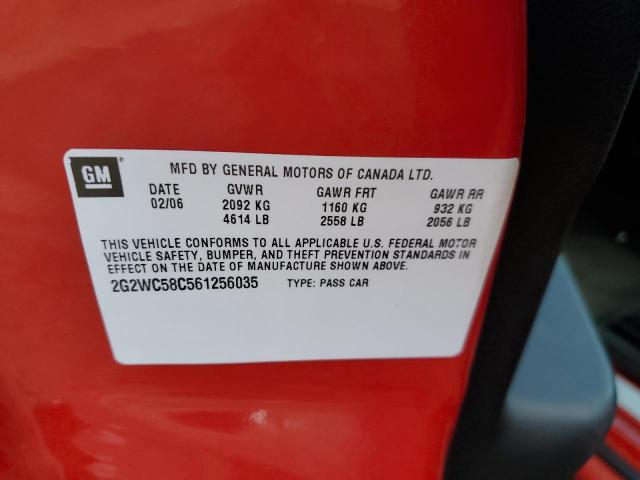 GM
MFD BY GENERAL MOTORS OF CANADA LTD.
DATE GVWR GAWR FRT GAWR RR
02/06 2092 KG 1160 KG 932 KG
4614 LB 2558 LB 2056 LB
THIS VEHICLE CONFORMS TO ALL APPLICABLE U.S. FEDERAL MOTOR
VEHICLE SAFETY, BUMPER, AND THEFT PREVENTION STANDARDS IN
EFFECT ON THE DATE OF MANUFACTURE SHOWN ABOVE.
2G2WC58C561256035 TYPE: PASS CAR